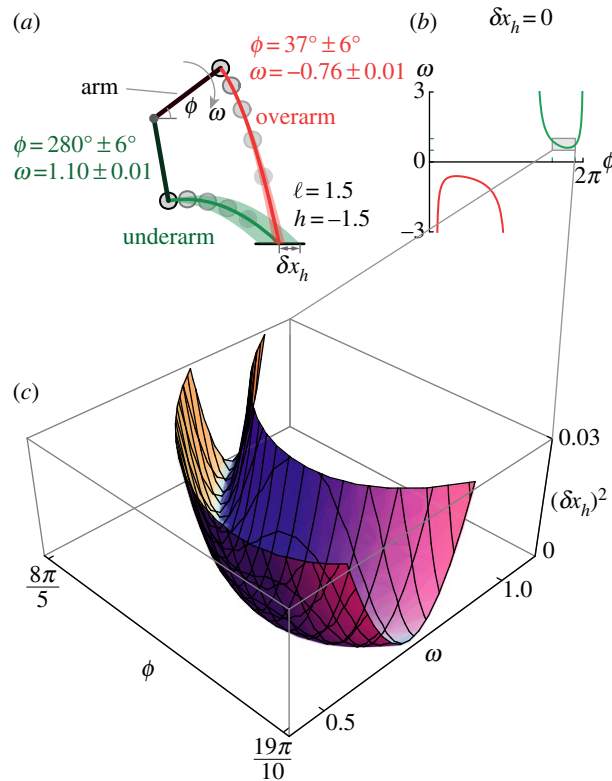 (a)
ϕ = 37° ± 6°
ω = −0.76 ± 0.01
arm
ϕ
ω
overarm
ϕ = 280° ± 6°
ω = 1.10 ± 0.01
ℓ = 1.5
h = −1.5
underarm
δx_h
(b) δx_h = 0
ω
3
0
2π ϕ
−3
(c)
0.03
(δx_h)²
0
8π/5
1.0
ϕ
ω
0.5
19π/10